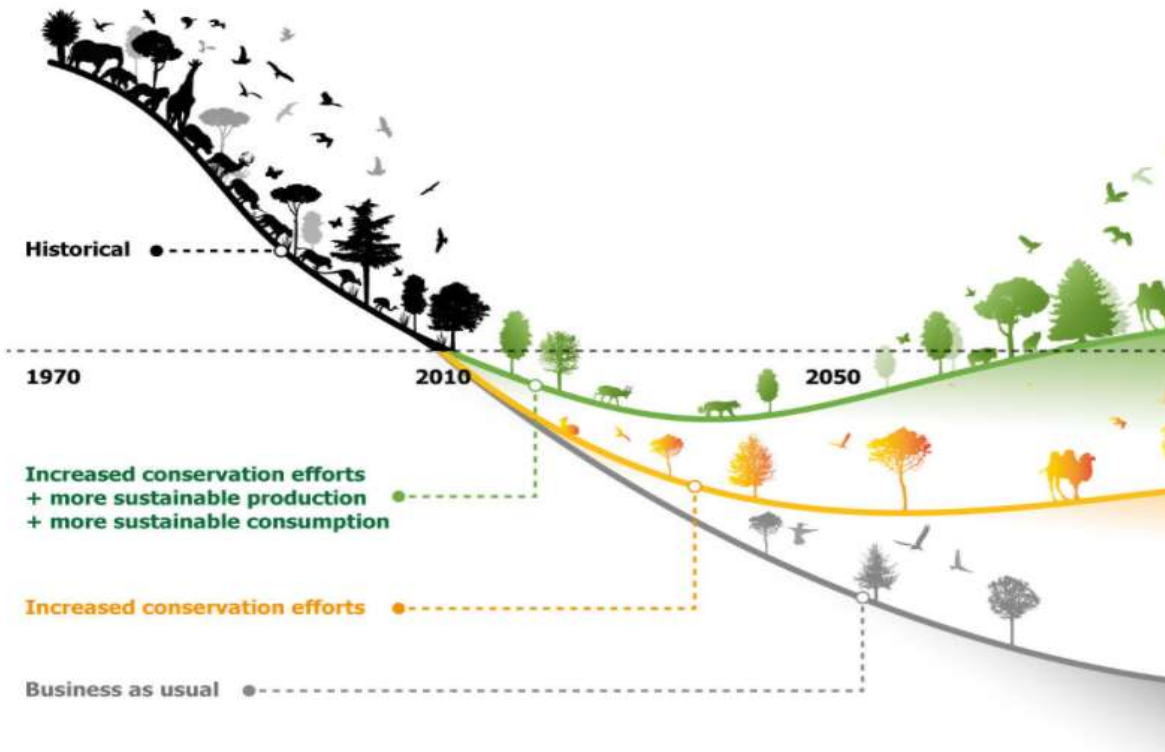 Historical
1970
2010
2050
Increased conservation efforts
+ more sustainable production
+ more sustainable consumption
Increased conservation efforts
Business as usual